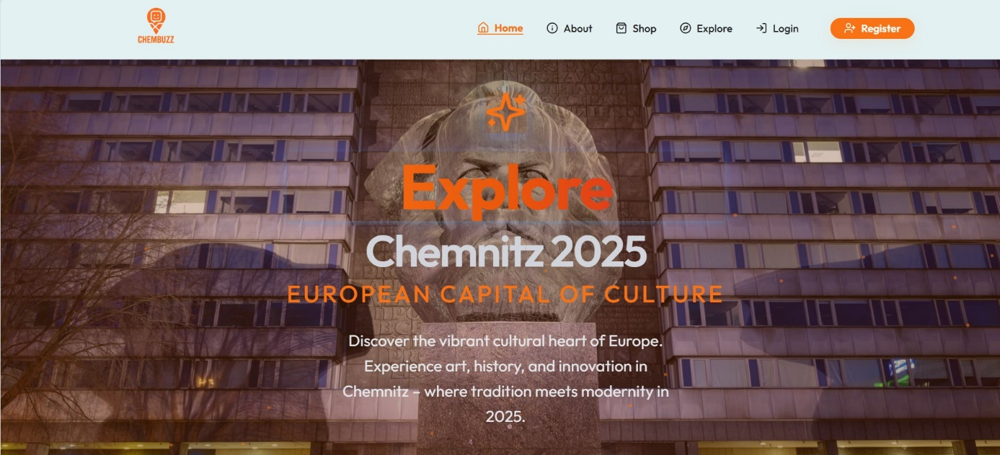 CHEMBUZZ
Home
About
Shop
Explore
Login
Register
Explore
Chemnitz 2025
EUROPEAN CAPITAL OF CULTURE
Discover the vibrant cultural heart of Europe.
Experience art, history, and innovation in
Chemnitz – where tradition meets modernity in
2025.